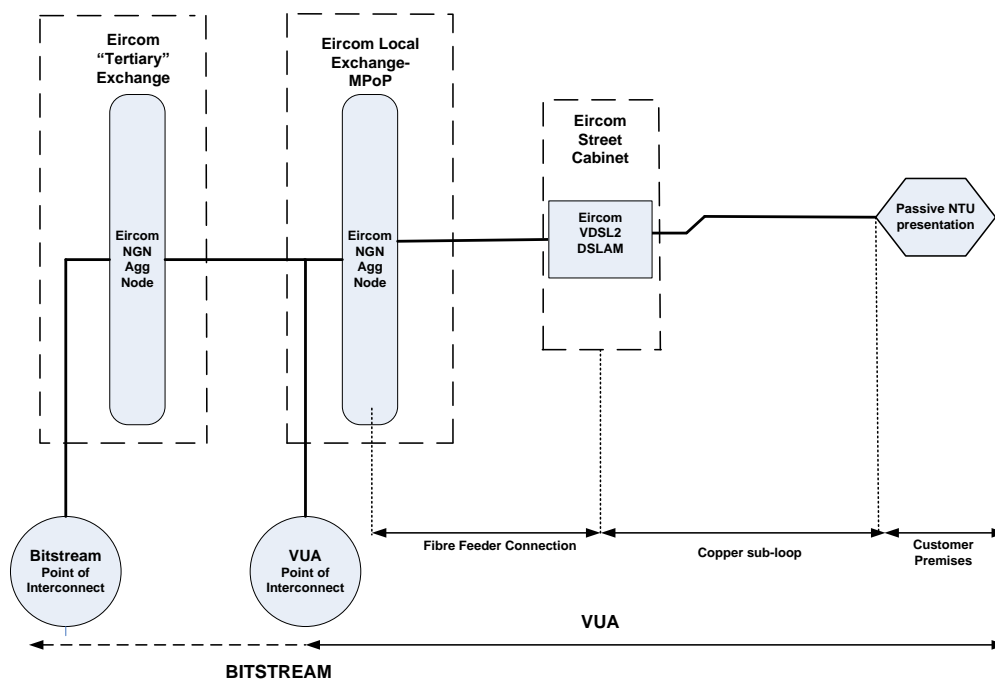 Eircom
“Tertiary”
Exchange
Eircom Local
Exchange-
MPoP
Eircom
Street
Cabinet
Eircom
NGN
Agg
Node
Eircom
NGN
Agg
Node
Eircom
VDSL2
DSLAM
Passive NTU
presentation
Bitstream
Point of
Interconnect
VUA
Point of
Interconnect
Fibre Feeder Connection
Copper sub-loop
Customer
Premises
VUA
BITSTREAM